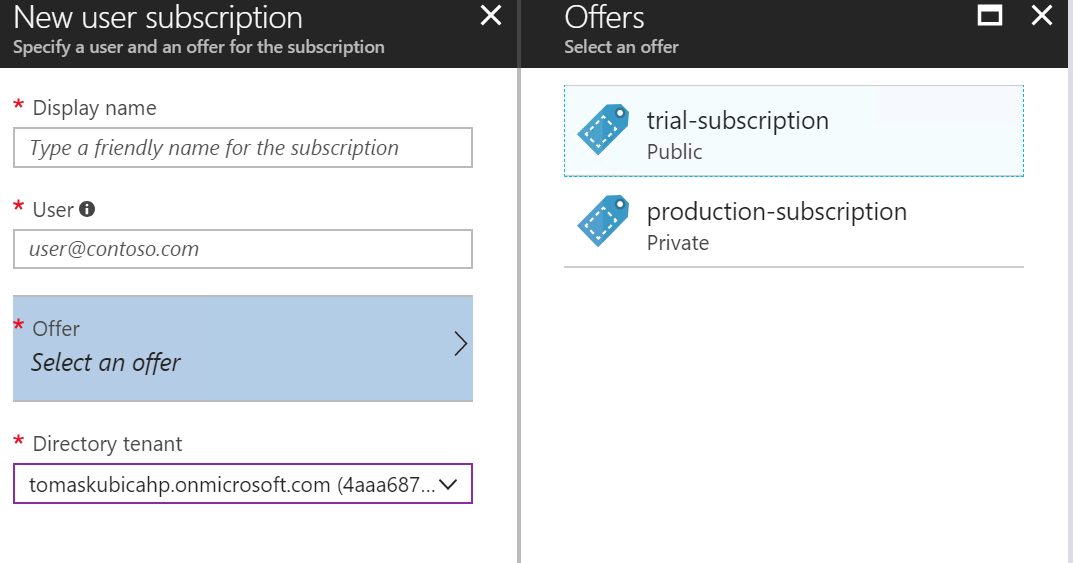 New user subscription
Specify a user and an offer for the subscription
* Display name
Type a friendly name for the subscription
* User
user@contoso.com
* Offer
Select an offer
* Directory tenant
tomaskubicahp.onmicrosoft.com (4aaa687...
Offers
Select an offer
trial-subscription
Public
production-subscription
Private